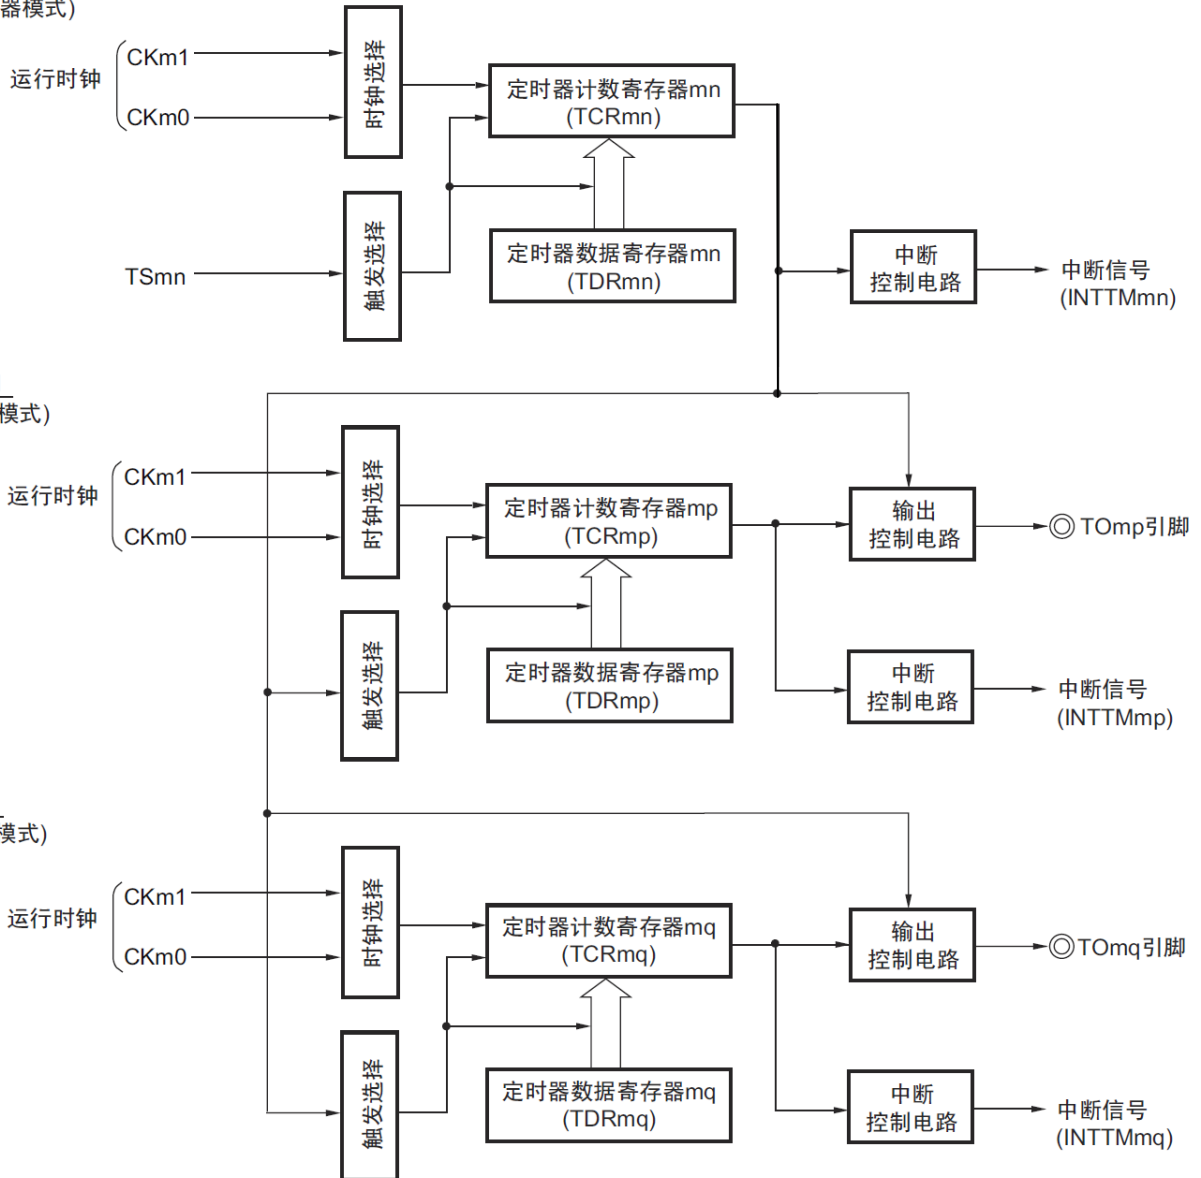 器模式)
运行时钟
CKm1
CKm0
时钟选择
定时器计数寄存器mn
(TCRmn)
TSmn
触发选择
定时器数据寄存器mn
(TDRmn)
中断
控制电路
中断信号
(INTTMmn)
模式)
运行时钟
CKm1
CKm0
时钟选择
定时器计数寄存器mp
(TCRmp)
输出
控制电路
TOmp引脚
触发选择
定时器数据寄存器mp
(TDRmp)
中断
控制电路
中断信号
(INTTMmp)
模式)
运行时钟
CKm1
CKm0
时钟选择
定时器计数寄存器mq
(TCRmq)
输出
控制电路
TOmq引脚
触发选择
定时器数据寄存器mq
(TDRmq)
中断
控制电路
中断信号
(INTTMmq)